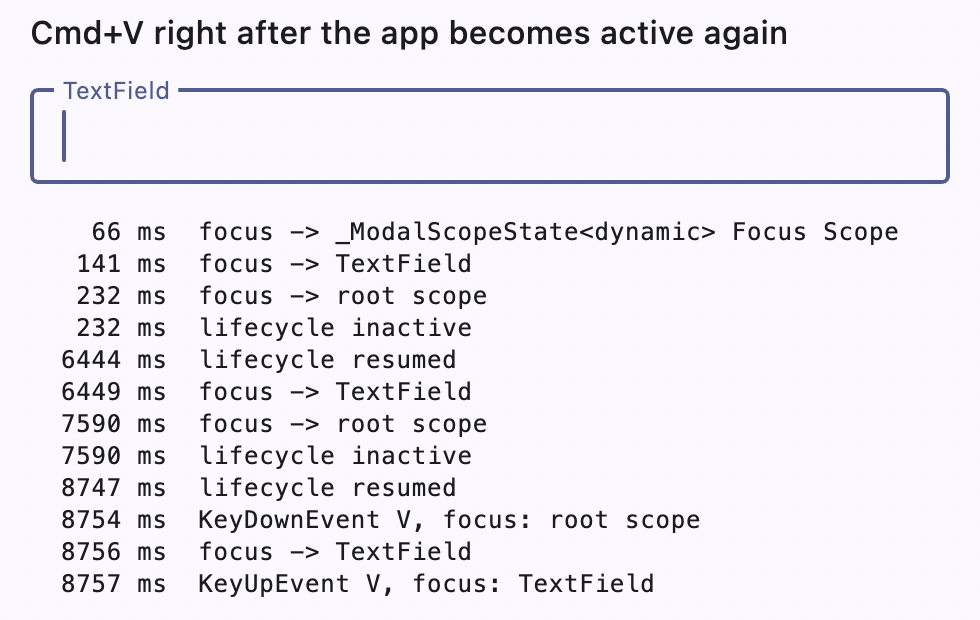 Cmd+V right after the app becomes active again
TextField
66 ms focus -> _ModalScopeState<dynamic> Focus Scope
141 ms focus -> TextField
232 ms focus -> root scope
232 ms lifecycle inactive
6444 ms lifecycle resumed
6449 ms focus -> TextField
7590 ms focus -> root scope
7590 ms lifecycle inactive
8747 ms lifecycle resumed
8754 ms KeyDownEvent V, focus: root scope
8756 ms focus -> TextField
8757 ms KeyUpEvent V, focus: TextField